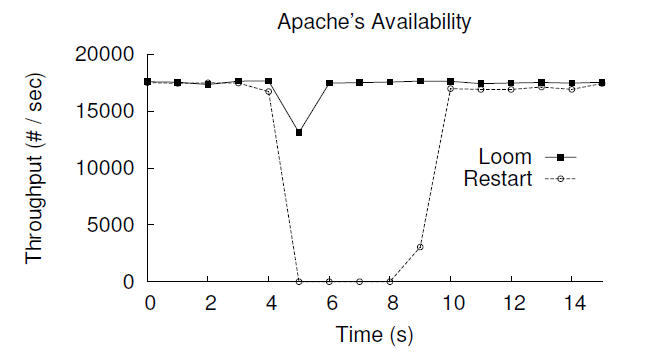 Apache's Availability
Throughput (# / sec)
20000
15000
10000
5000
0
Loom
Restart
0 2 4 6 8 10 12 14
Time (s)